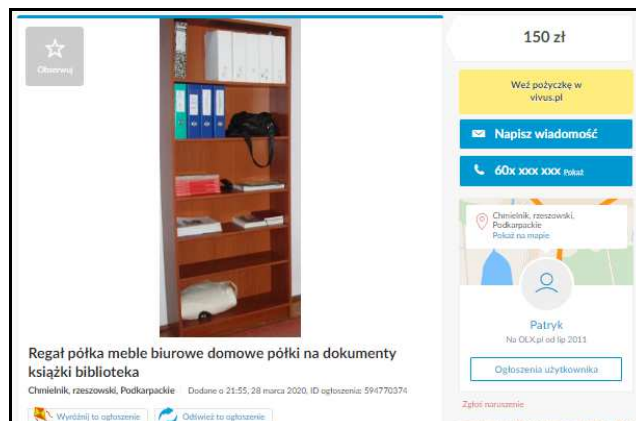 Obserwuj
150 zł
Weź pożyczkę w
vivus.pl
Napisz wiadomość
60x xxx xxx Pokaż
Chmielnik, rzeszowski,
Podkarpackie
Pokaż na mapie
Patryk
Na OLX.pl od lip 2011
Ogłoszenia użytkownika
Zgłoś naruszenie
Regał półka meble biurowe domowe półki na dokumenty
książki biblioteka
Chmielnik, rzeszowski, Podkarpackie Dodane o 21:55, 28 marca 2020, ID ogłoszenia: 594770374
Wyróżnij to ogłoszenie Odśwież to ogłoszenie